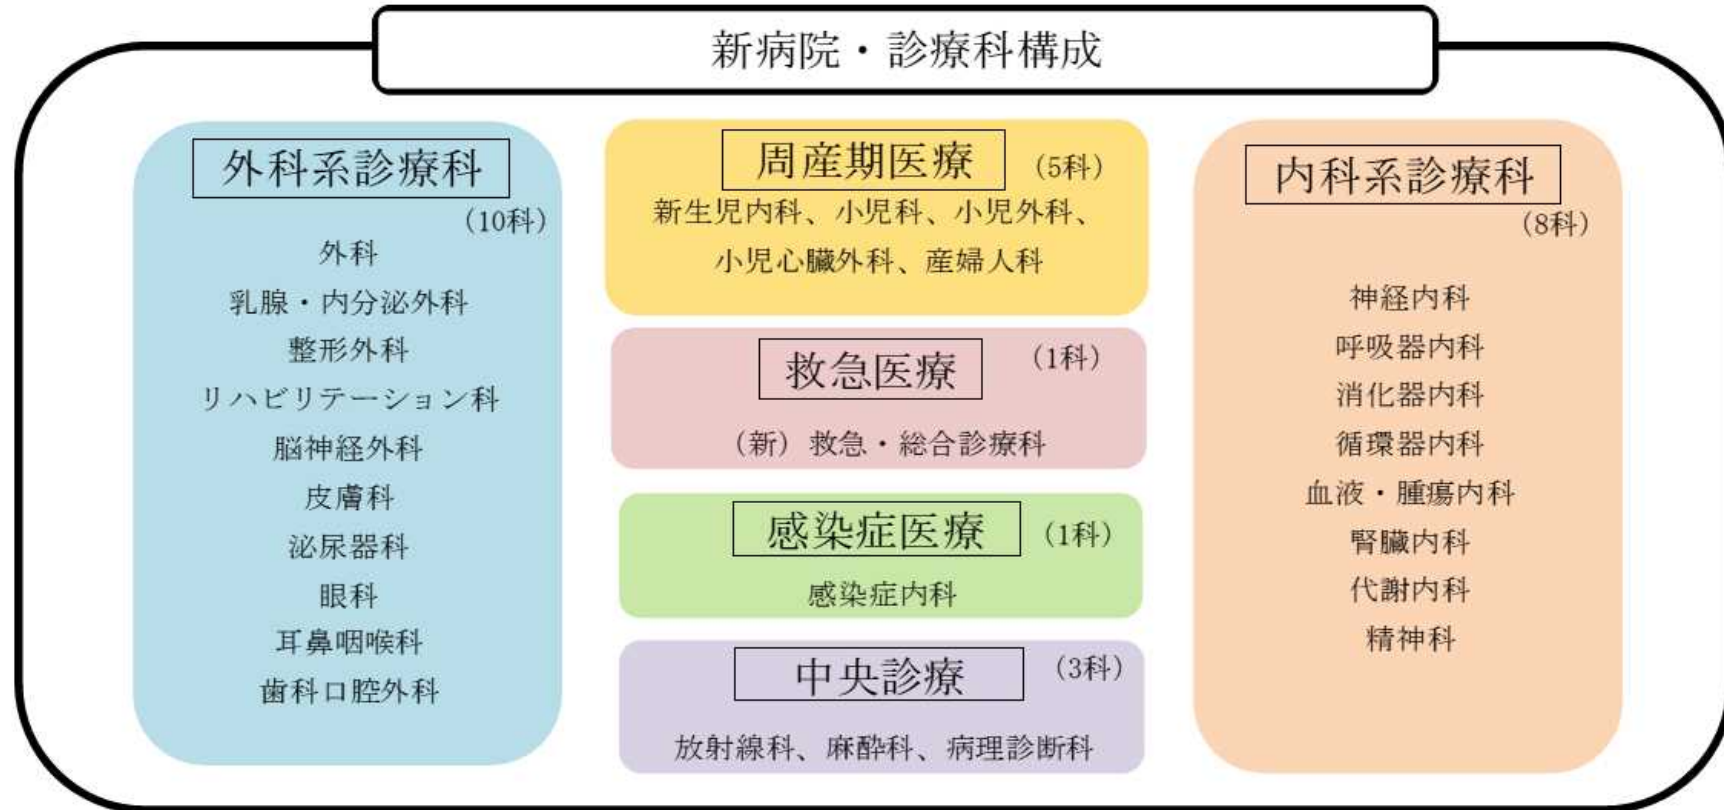 新病院・診療科構成
外科系診療科
(10科)
外科
乳腺・内分泌外科
整形外科
リハビリテーション科
脳神経外科
皮膚科
泌尿器科
眼科
耳鼻咽喉科
歯科口腔外科
周産期医療 (5科)
新生児内科、小児科、小児外科、
小児心臓外科、産婦人科
救急医療 (1科)
(新) 救急・総合診療科
感染症医療 (1科)
感染症内科
中央診療 (3科)
放射線科、麻酔科、病理診断科
内科系診療科
(8科)
神経内科
呼吸器内科
消化器内科
循環器内科
血液・腫瘍内科
腎臓内科
代謝内科
精神科